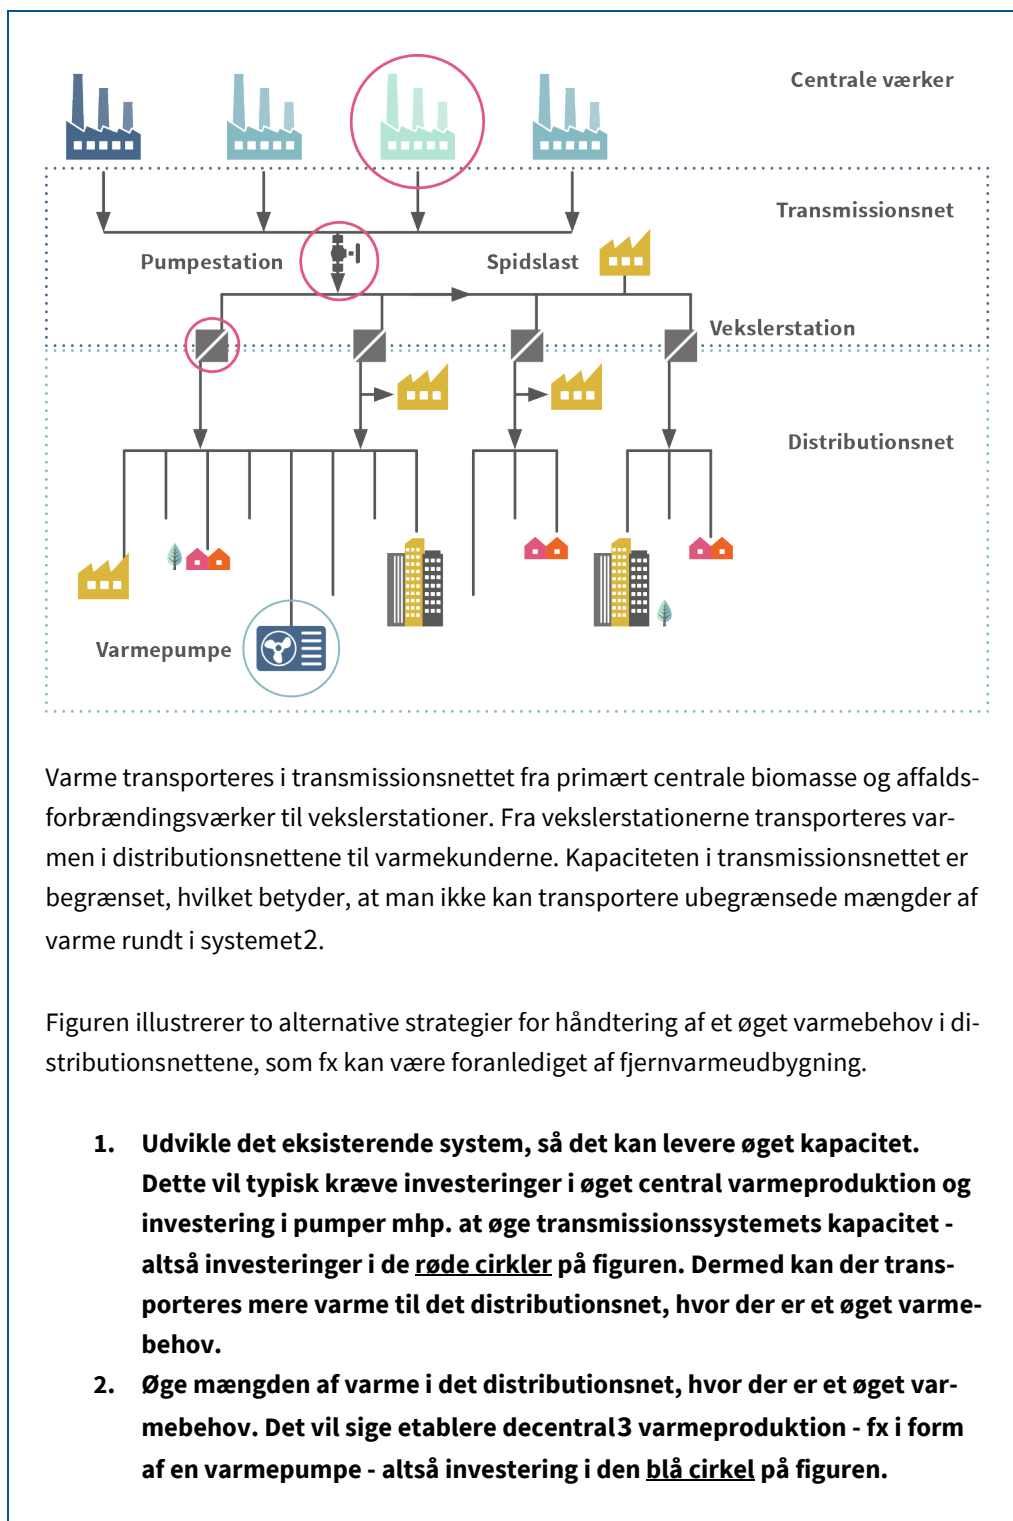 Centrale værker
Transmissionsnet
Pumpestation
Spidslast
Vekslerstation
Distributionsnet
Varmepumpe
Varme transporteres i transmissionsnettet fra primært centrale biomasse og affalds-
forbrændingsværker til vekslerstationer. Fra vekslerstationerne transporteres var-
men i distributionsnettene til varmekunderne. Kapaciteten i transmissionsnettet er
begrænset, hvilket betyder, at man ikke kan transportere ubegrænsede mængder af
varme rundt i systemet2.
Figuren illustrerer to alternative strategier for håndtering af et øget varmebehov i di-
stributionsnettene, som fx kan være foranlediget af fjernvarmeudbygning.
1. Udvikle det eksisterende system, så det kan levere øget kapacitet.
Dette vil typisk kræve investeringer i øget central varmeproduktion og
investering i pumper mhp. at øge transmissionssystemets kapacitet -
altså investeringer i de røde cirkler på figuren. Dermed kan der trans-
porteres mere varme til det distributionsnet, hvor der er et øget varme-
behov.
2. Øge mængden af varme i det distributionsnet, hvor der er et øget var-
mebehov. Det vil sige etablere decentral3 varmeproduktion - fx i form
af en varmepumpe - altså investering i den blå cirkel på figuren.